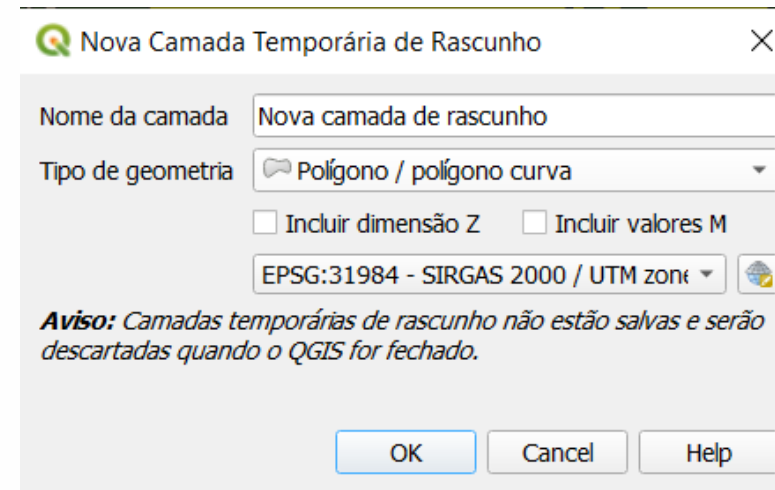 Nova Camada Temporária de Rascunho
Nome da camada Nova camada de rascunho
Tipo de geometria Polígono / polígono curva
Incluir dimensão Z Incluir valores M
EPSG:31984 - SIRGAS 2000 / UTM zone
Aviso: Camadas temporárias de rascunho não estão salvas e serão
descartadas quando o QGIS for fechado.
OK Cancel Help